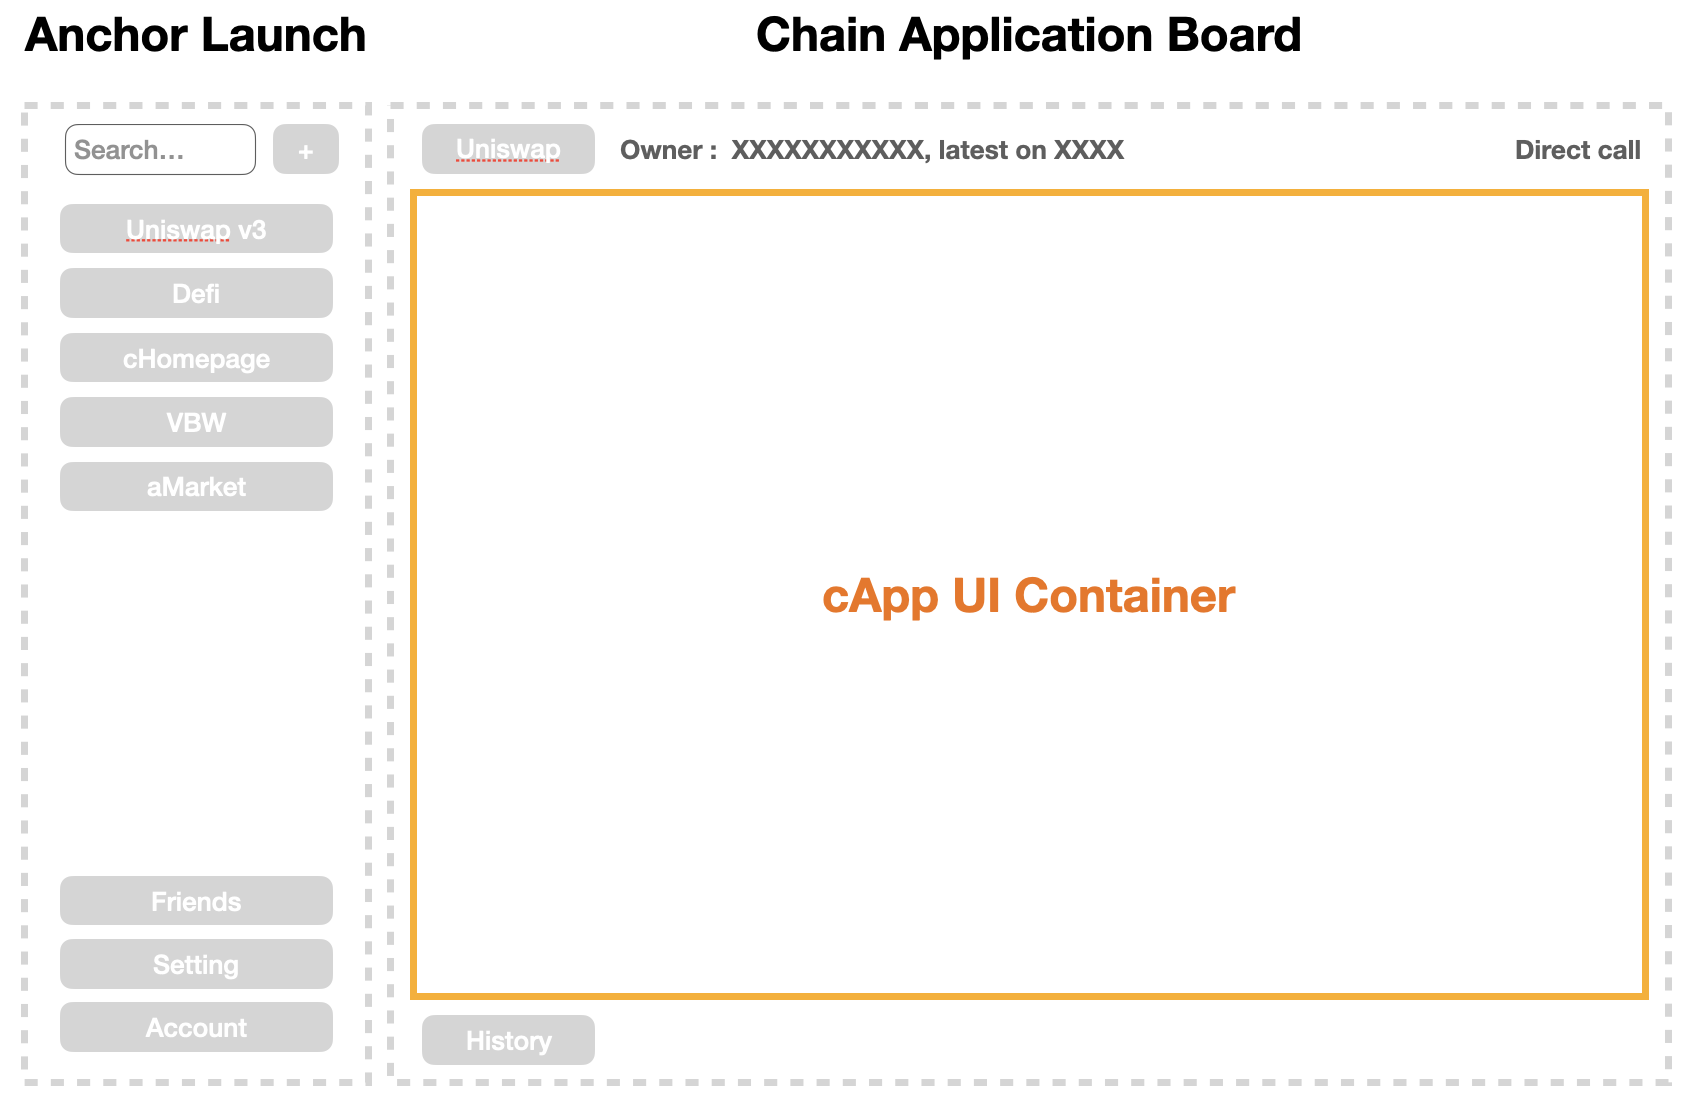 Anchor Launch
Chain Application Board
Search...
+
Uniswap v3
Defi
cHomepage
VBW
aMarket
Friends
Setting
Account
Uniswap
Owner : XXXXXXXXXXX, latest on XXXX
Direct call
cApp UI Container
History